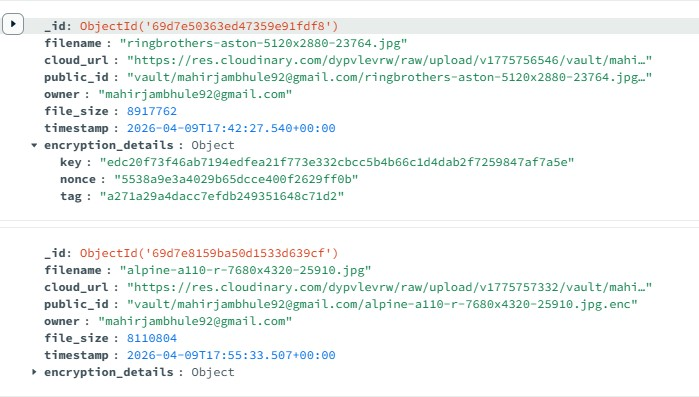 _id: ObjectId('69d7e50363ed47359e91fdf8')
filename : "ringbrothers-aston-5120x2880-23764.jpg"
cloud_url : "https://res.cloudinary.com/dypvlevrw/raw/upload/v1775756546/vault/mahi…"
public_id : "vault/mahirjambhule92@gmail.com/ringbrothers-aston-5120x2880-23764.jpg…"
owner : "mahirjambhule92@gmail.com"
file_size : 8917762
timestamp : 2026-04-09T17:42:27.540+00:00
encryption_details : Object
key : "edc20f73f46ab7194edfea21f773e332cbcc5b4b66c1d4dab2f7259847af7a5e"
nonce : "5538a9e3a4029b65dcce400f2629ff0b"
tag : "a271a29a4dacc7efdb249351648c71d2"
_id: ObjectId('69d7e8159ba50d1533d639cf')
filename : "alpine-a110-r-7680x4320-25910.jpg"
cloud_url : "https://res.cloudinary.com/dypvlevrw/raw/upload/v1775757332/vault/mahi…"
public_id : "vault/mahirjambhule92@gmail.com/alpine-a110-r-7680x4320-25910.jpg.enc"
owner : "mahirjambhule92@gmail.com"
file_size : 8110804
timestamp : 2026-04-09T17:55:33.507+00:00
encryption_details : Object